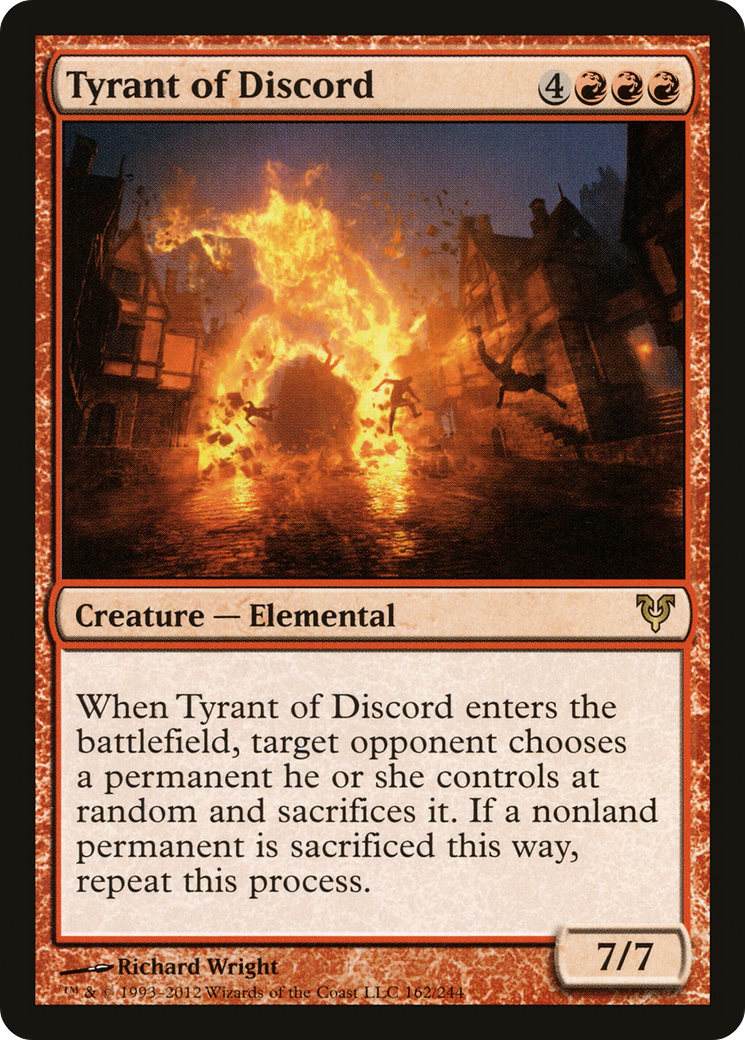 Tyrant of Discord 4
Creature — Elemental
When Tyrant of Discord enters the
battlefield, target opponent chooses
a permanent he or she controls at
random and sacrifices it. If a nonland
permanent is sacrificed this way,
repeat this process.
7/7
Richard Wright
™ & © 1993–2012 Wizards of the Coast LLC 162/244